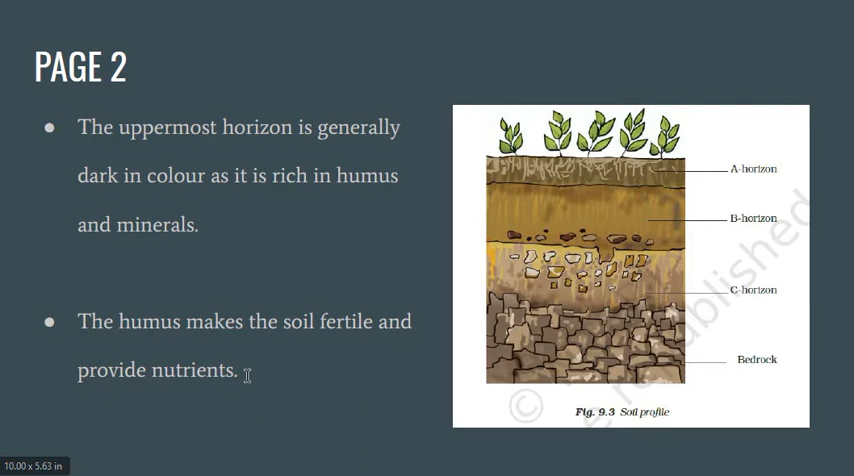 PAGE 2
● The uppermost horizon is generally
dark in colour as it is rich in humus
and minerals.
● The humus makes the soil fertile and
provide nutrients.
A-horizon
B-horizon
C-horizon
Bedrock
Fig. 9.3 Soil profile
©
10.00 x 5.63 in